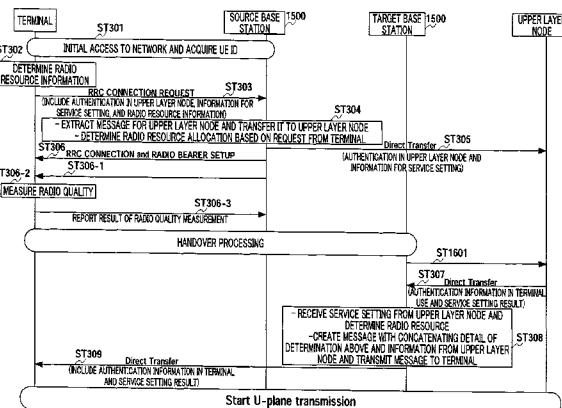 TERMINAL
SOURCE BASE
STATION
1500
TARGET BASE
STATION
1500
UPPER LAYER
NODE
ST301
INITIAL ACCESS TO NETWORK AND ACQUIRE UE ID
ST302
DETERMINE RADIO
RESOURCE INFORMATION
ST303
RRC CONNECTION REQUEST
(INCLUDE AUTHENTICATION IN UPPER LAYER NODE, INFORMATION FOR
SERVICE SETTING, AND RADIO RESOURCE INFORMATION)
ST304
-EXTRACT MESSAGE FOR UPPER LAYER NODE AND TRANSFER IT TO UPPER LAYER NODE
-DETERMINE RADIO RESOURCE ALLOCATION BASED ON REQUEST FROM TERMINAL
ST305
Direct Transfer
(AUTHENTICATION IN UPPER LAYER NODE AND
INFORMATION FOR SERVICE SETTING)
ST306
RRC CONNECTION and RADIO BEARER SETUP
ST306-1
ST306-2
MEASURE RADIO QUALITY
ST306-3
REPORT RESULT OF RADIO QUALITY MEASUREMENT
HANDOVER PROCESSING
ST1601
ST307
Direct Transfer
(AUTHENTICATION INFORMATION IN TERMINAL
USE AND SERVICE SETTING RESULT)
ST308
-RECEIVE SERVICE SETTING FROM UPPER LAYER NODE AND
DETERMINE RADIO RESOURCE
-CREATE MESSAGE WITH CONCATENATING DETAIL OF
DETERMINATION ABOVE AND INFORMATION FROM UPPER LAYER
NODE AND TRANSMIT MESSAGE TO TERMINAL
ST309
Direct Transfer
(INCLUDE AUTHENTICATION INFORMATION IN TERMINAL
AND SERVICE SETTING RESULT)
Start U-plane transmission